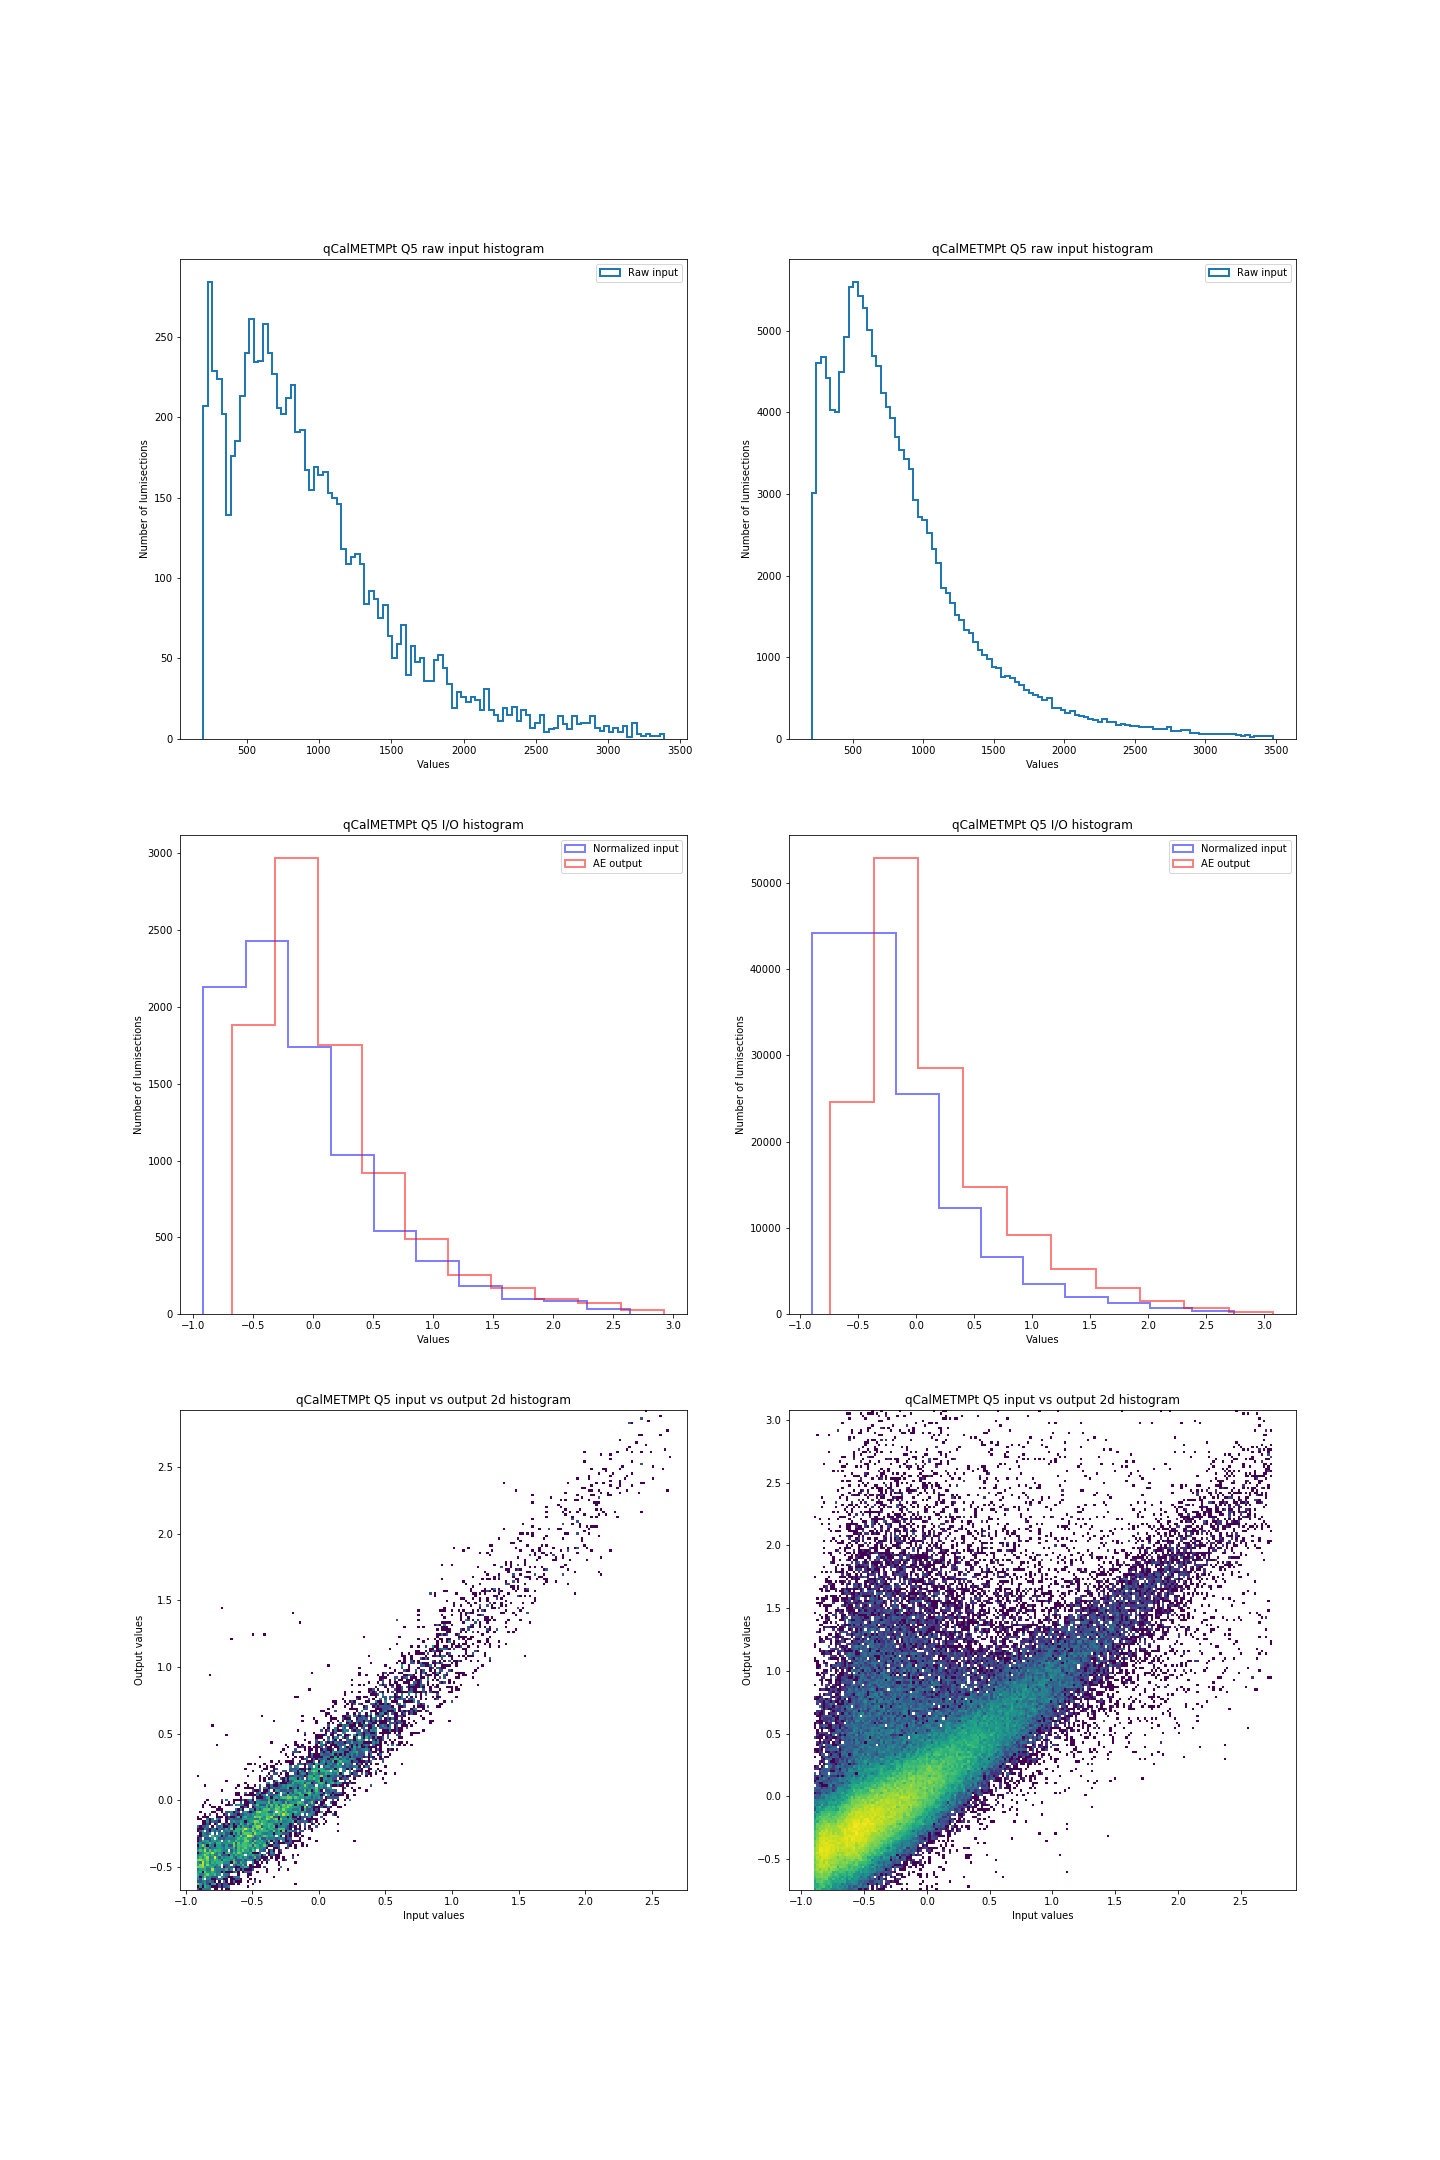 qCalMETMPt Q5 raw input histogram
Raw input
Number of lumisections
250
200
150
100
50
0
500 1000 1500 2000 2500 3000 3500
Values
qCalMETMPt Q5 raw input histogram
Raw input
Number of lumisections
5000
4000
3000
2000
1000
0
500 1000 1500 2000 2500 3000 3500
Values
qCalMETMPt Q5 I/O histogram
Normalized input
AE output
Number of lumisections
3000
2500
2000
1500
1000
500
0
−1.0 −0.5 0.0 0.5 1.0 1.5 2.0 2.5 3.0
Values
qCalMETMPt Q5 I/O histogram
Normalized input
AE output
Number of lumisections
50000
40000
30000
20000
10000
0
−1.0 −0.5 0.0 0.5 1.0 1.5 2.0 2.5 3.0
Values
qCalMETMPt Q5 input vs output 2d histogram
Output values
2.5
2.0
1.5
1.0
0.5
0.0
−0.5
−1.0 −0.5 0.0 0.5 1.0 1.5 2.0 2.5
Input values
qCalMETMPt Q5 input vs output 2d histogram
Output values
3.0
2.5
2.0
1.5
1.0
0.5
0.0
−0.5
−1.0 −0.5 0.0 0.5 1.0 1.5 2.0 2.5
Input values